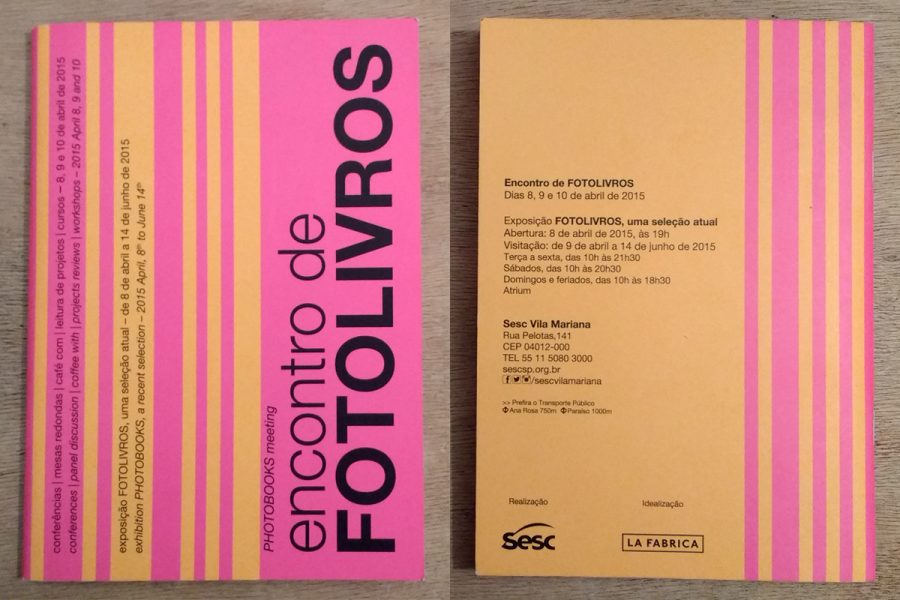 conferências | mesas redondas | café com | leitura de projetos | cursos – 8, 9 e 10 de abril de 2015
conferences | panel discussion | coffee with | projects reviews | workshops – 2015 April 8, 9 and 10
exposição FOTOLIVROS, uma seleção atual – de 8 de abril a 14 de junho de 2015
exhibition PHOTOBOOKS, a recent selection – 2015 April, 8th to June 14th
PHOTOBOOKS meeting
encontro de
FOTOLIVROS
Encontro de FOTOLIVROS
Dias 8, 9 e 10 de abril de 2015
Exposição FOTOLIVROS, uma seleção atual
Abertura: 8 de abril de 2015, às 19h
Visitação: de 9 de abril a 14 de junho de 2015
Terça a sexta, das 10h às 21h30
Sábados, das 10h às 20h30
Domingos e feriados, das 10h às 18h30
Atrium
Sesc Vila Mariana
Rua Pelotas,141
CEP 04012-000
TEL 55 11 5080 3000
sescsp.org.br
/sescvilamariana
>> Prefira o Transporte Público
Ana Rosa 750m Paraíso 1000m
Realização
Idealização
Sesc
LA FABRICA